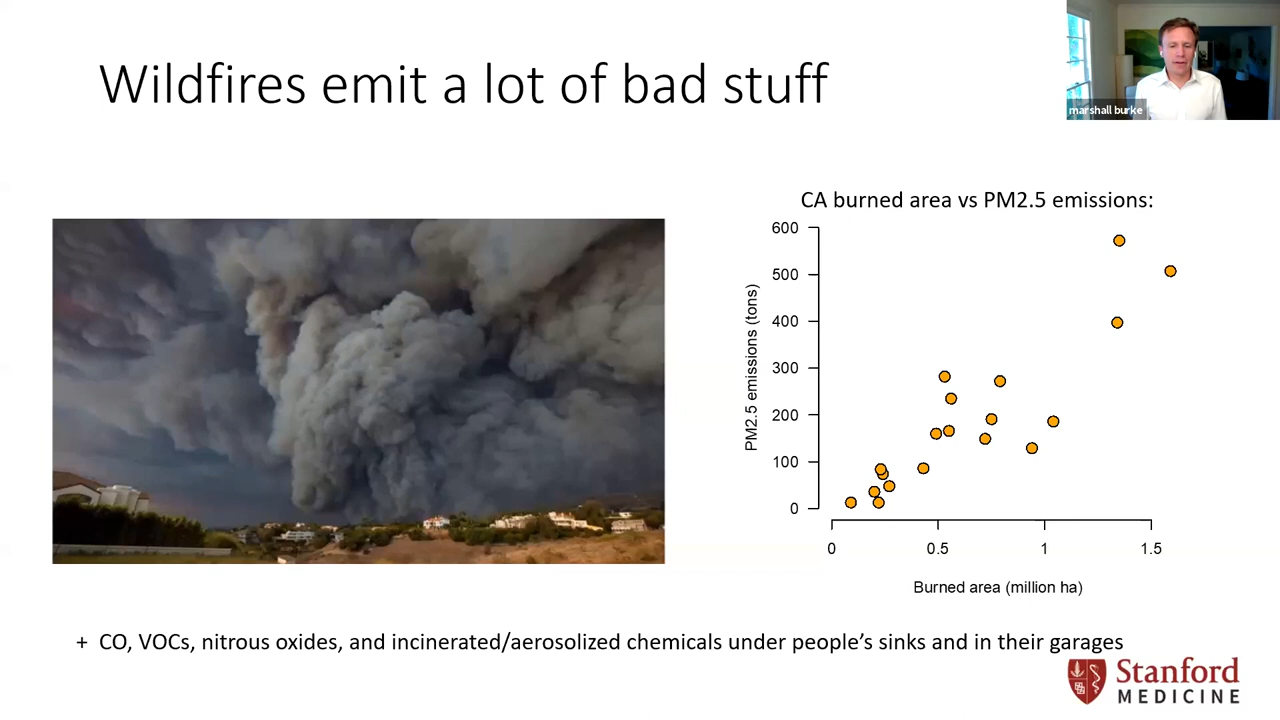 Wildfires emit a lot of bad stuff
marshall burke
CA burned area vs PM2.5 emissions:
PM2.5 emissions (tons)
600
500
400
300
200
100
0
0 0.5 1 1.5
Burned area (million ha)
+ CO, VOCs, nitrous oxides, and incinerated/aerosolized chemicals under people’s sinks and in their garages
Stanford
MEDICINE